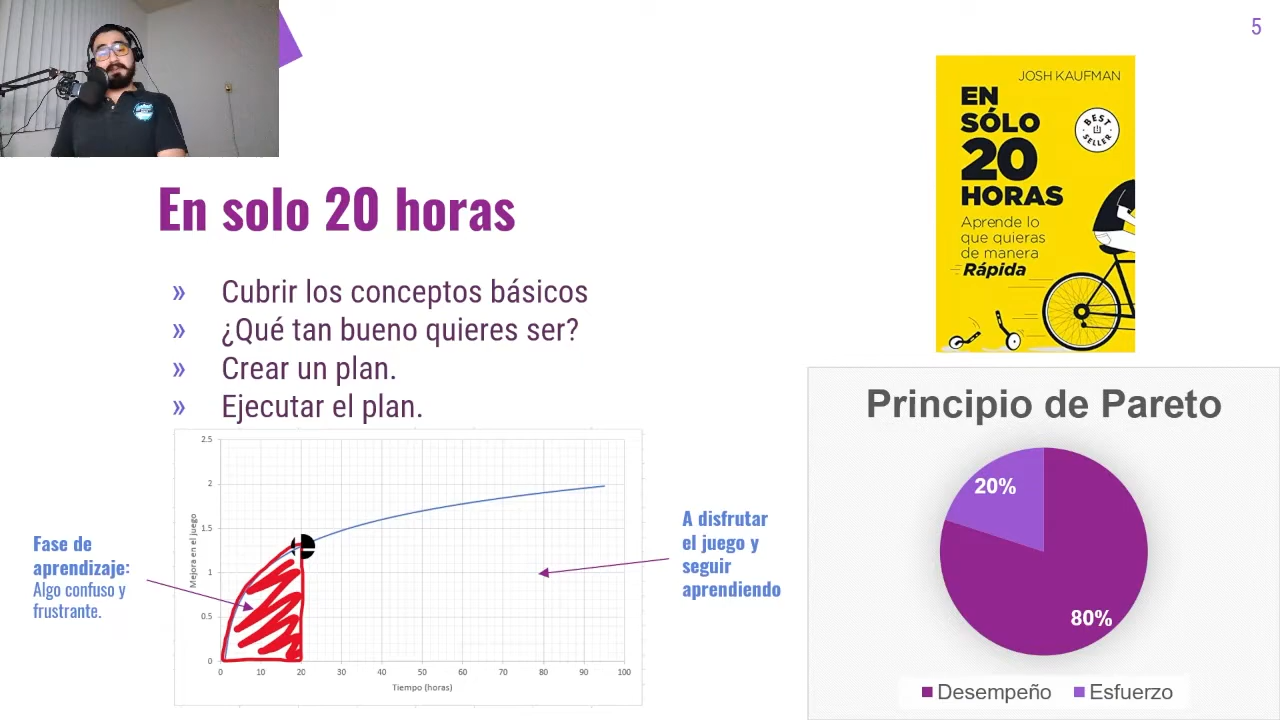 5
JOSH KAUFMAN
EN
SÓLO
20
HORAS
BEST
SELLER
Aprende lo
que quieras
de manera
Rápida
En solo 20 horas
» Cubrir los conceptos básicos
» ¿Qué tan bueno quieres ser?
» Crear un plan.
» Ejecutar el plan.
Fase de
aprendizaje:
Algo confuso y
frustrante.
Mejora en el juego
2.5
2
1.5
1
0.5
0
0 10 20 30 40 50 60 70 80 90 100
Tiempo (horas)
A disfrutar
el juego y
seguir
aprendiendo
Principio de Pareto
20%
80%
Desempeño Esfuerzo